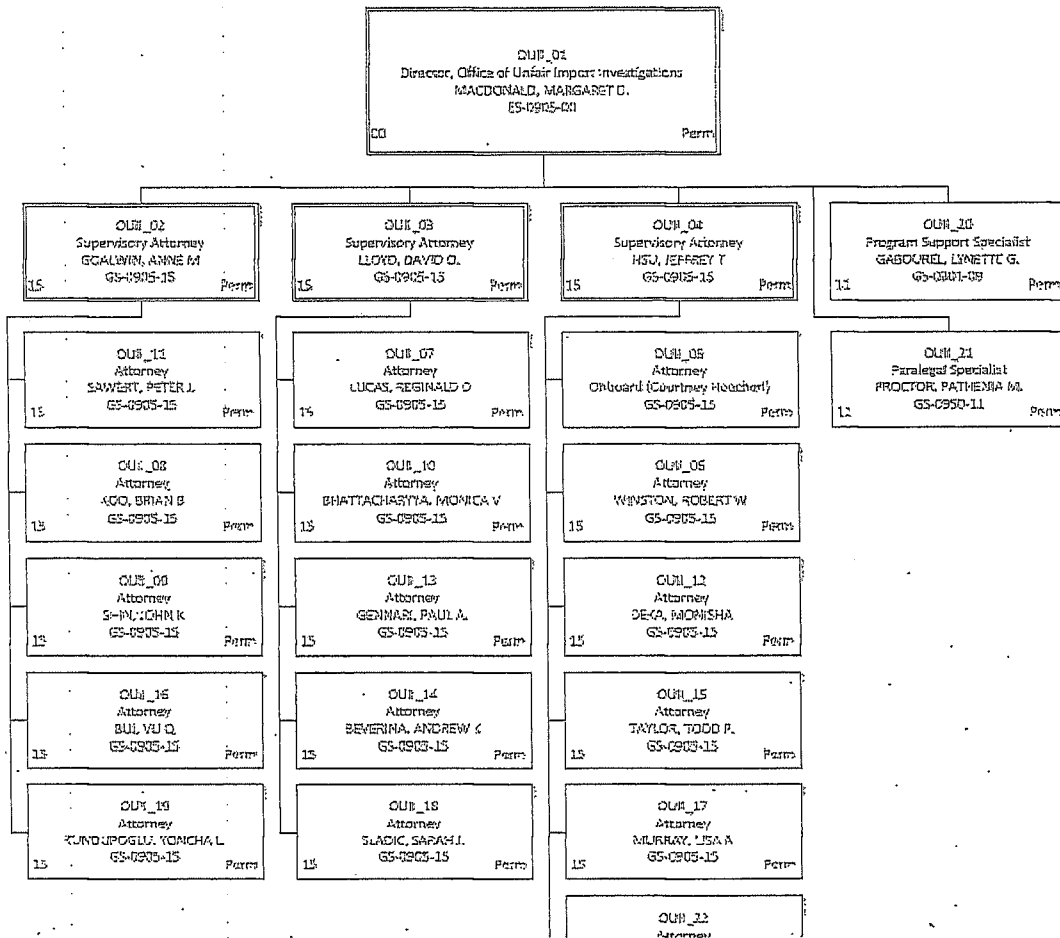 OUII_01
Director, Office of Unfair Import Investigations
MACDONALD, MARGARET D.
ES-0905-00
00 Perm
OUII_02
Supervisory Attorney
GOALWIN, ANNE M
GS-0905-15
15 Perm
OUII_03
Supervisory Attorney
LLOYD, DAVID O.
GS-0905-15
15 Perm
OUII_04
Supervisory Attorney
HSU, JEFFREY T
GS-0905-15
15 Perm
OUII_20
Program Support Specialist
GABOUREL, LYNETTE G.
GS-0301-09
11 Perm
OUII_11
Attorney
SAWERT, PETER J.
GS-0905-15
15 Perm
OUII_07
Attorney
LUCAS, REGINALD D
GS-0905-15
15 Perm
Attorney
Onboard (Courtney
GS-0905-15
15 Perm
OUII_21
Paralegal Specialist
PROCTOR, PATHENIA M.
GS-0950-11
Perm
OUII_08
Attorney
KOO, BRIAN B
GS-0905-15
15 Perm
OUII_10
Attorney
BHATTACHARYYA, MONICA V
GS-0905-15
15 Perm
OUII_06
Attorney
WINSTON, ROBERT W
GS-0905-15
15 Perm
OUII_09
Attorney
SHIN, JOHN K
GS-0905-15
15 Perm
OUII_13
Attorney
GENNARI, PAUL A.
GS-0905-15
15 Perm
OUII_12
Attorney
DEKA, MONISHA
GS-0905-15
15 Perm
OUII_16
Attorney
BUI, VU Q
GS-0905-15
15 Perm
OUII_14
Attorney
BEVERINA, ANDREW K
GS-0905-15
15 Perm
OUII_15
Attorney
TAYLOR, TODD P.
GS-0905-15
15 Perm
OUII_19
Attorney
YONCHA L
GS-0905-15
15 Perm
OUII_18
Attorney
SLADIC, SARAH J.
GS-0905-15
15 Perm
OUII_17
Attorney
MURRAY, LISA A
GS-0905-15
15 Perm
OUII_22
Attorney